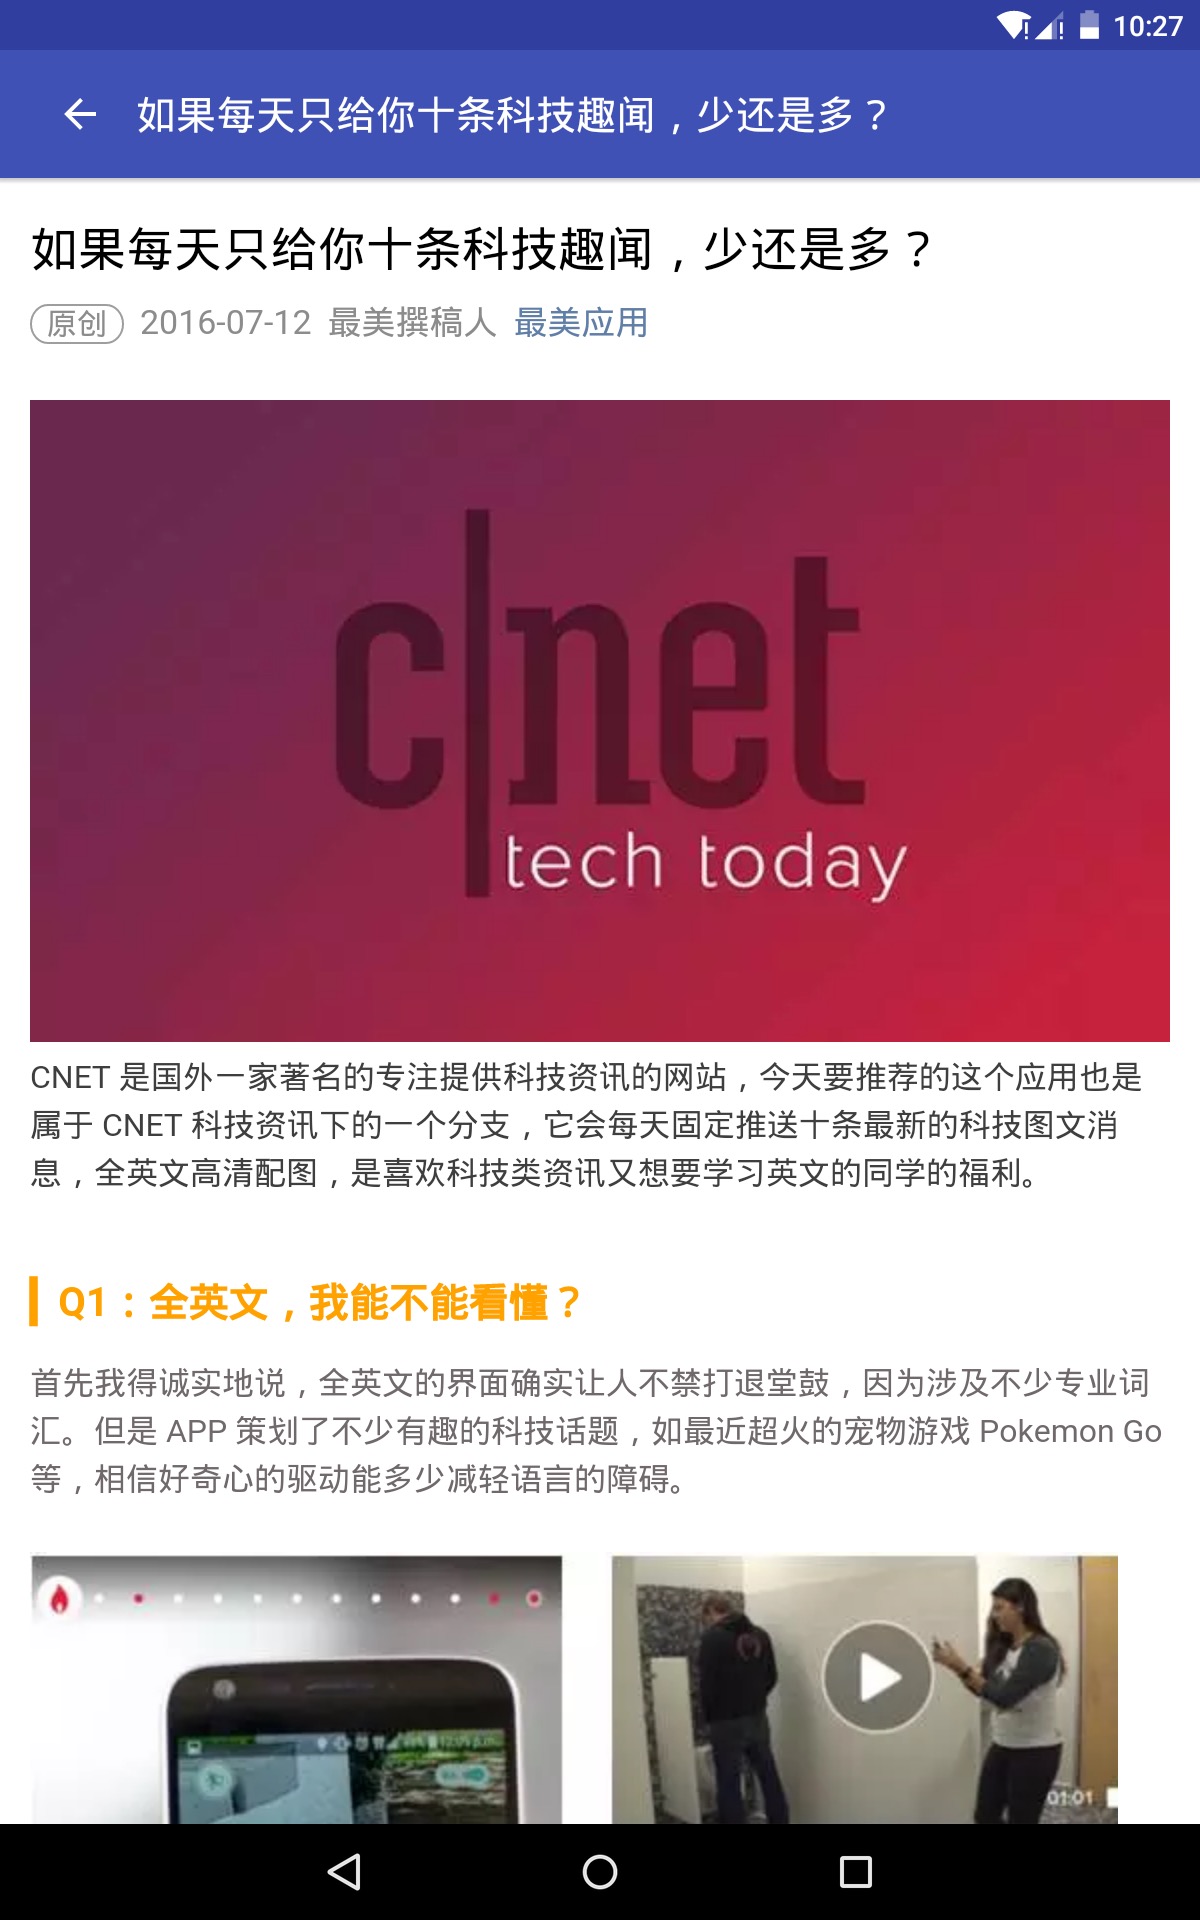 10:27
如果每天只给你十条科技趣闻，少还是多？
如果每天只给你十条科技趣闻，少还是多？
原创 2016-07-12 最美撰稿人 最美应用
c|net
tech today
CNET 是国外一家著名的专注提供科技资讯的网站，今天要推荐的这个应用也是
属于 CNET 科技资讯下的一个分支，它会每天固定推送十条最新的科技图文消
息，全英文高清配图，是喜欢科技类资讯又想要学习英文的同学的福利。
Q1：全英文，我能不能看懂？
首先我得诚实地说，全英文的界面确实让人不禁打退堂鼓，因为涉及不少专业词
汇。但是 APP 策划了不少有趣的科技话题，如最近超火的宠物游戏 Pokemon Go
等，相信好奇心的驱动能多少减轻语言的障碍。
01:01